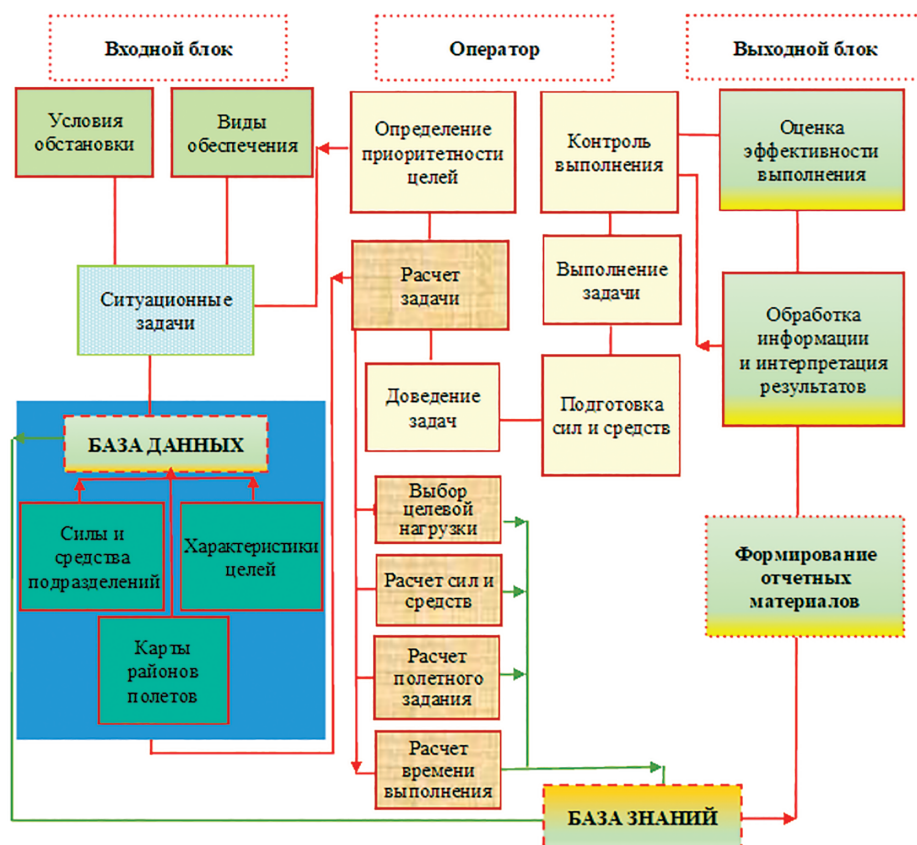 Входной блок
Оператор
Выходной блок
Условия
обстановки
Виды
обеспечения
Определение
приоритетности
целей
Контроль
выполнения
Оценка
эффективности
выполнения
Ситуационные
задачи
Расчет
задачи
Выполнение
задачи
Обработка
информации
и интерпретация
результатов
Доведение
задач
Подготовка
сил и средств
БАЗА ДАННЫХ
Силы и
средства
подразделений
Характеристики
целей
Карты
районов
полетов
Выбор
целевой
нагрузки
Расчет сил и
средств
Расчет
полетного
задания
Расчет
времени
выполнения
Формирование
отчетных
материалов
БАЗА ЗНАНИЙ